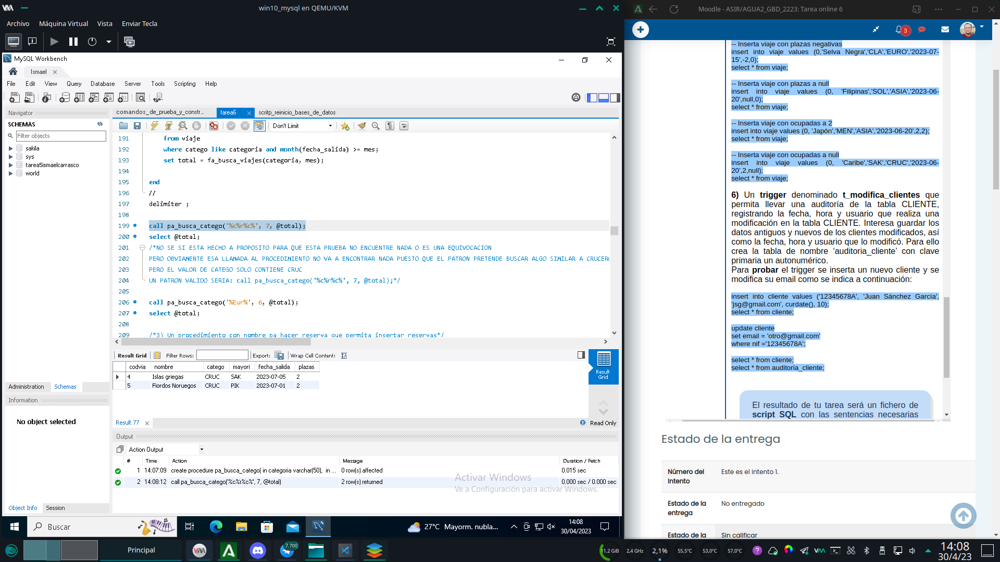 win10_mysql en QEMU/KVM
Archivo Máquina Virtual Vista Enviar Tecla
MySQL Workbench
Ismael
File Edit View Query Database Server Tools Scripting Help
Navigator
SCHEMAS
Filter objects
sakila
sys
tarea5ismaelcarrasco
world
Administration Schemas
Information
No object selected
Object Info Session
comandos_de_prueba_y_constr... tarea6 scritp_reinicio_bases_de_datos
Don't Limit
191 from viaje
192 where catego like categoria and month(fecha_salida) >= mes;
193 set total = fa_busca_viajes(categoria, mes);
194
195 end
196 //
197 delimiter ;
198
199 call pa_busca_catego('%c%r%c%', 7, @total);
200 select @total;
201 /*NO SE SI ESTA HECHO A PROPOSITO PARA QUE ESTA PRUEBA NO ENCUENTRE NADA O ES UNA EQUIVOCACION
202 PERO OBVIAMENTE ESA LLAMADA AL PROCEDIMIENTO NO VA A ENCONTRAR NADA PUESTO QUE EL PATRON PRETENDE BUSCAR ALGO SIMILAR A CRUCERO
203 PERO EL VALOR DE CATEGO SOLO CONTIENE CRUC
204 UN PATRON VALIDO SERIA: call pa_busca_catego('%c%r%c%', 7, @total);*/
205
206 call pa_busca_catego('%Eur%', 6, @total);
207 select @total;
208
209 /*3) Un procedimiento con nombre pa_hacer_reserva que permita insertar reservas*/
Result Grid Filter Rows: Export: Wrap Cell Content:
codvia nombre catego mayori fecha_salida plazas
4 Islas griegas CRUC SAK 2023-07-05 2
5 Fiordos Noruegos CRUC PIK 2023-07-01 2
Result Grid
Result 77
Read Only
Output
Action Output
# Time Action Message Duration / Fetch
1 14:07:09 create procedure pa_busca_catego( in categoria varchar(50), in ... 0 row(s) affected 0.015 sec
2 14:08:12 call pa_busca_catego('%c%r%c%', 7, @total) 2 row(s) returned 0.000 sec / 0.000 sec
Activar Windows
Ve a Configuración para activar Windows.
Buscar
27°C Mayorm. nubla...
14:08
30/04/2023
Moodle - ASIR/AGUA2_GBD_2223: Tarea online 6
3
-- Inserta viaje con plazas negativas
insert into viaje values (0,'Selva Negra','CLA','EURO','2023-07-
15',-2,0);
select * from viaje;
-- Inserta viaje con plazas a null
insert into viaje values (0, 'Filipinas','SOL','ASIA','2023-06-
20',null,0);
select * from viaje;
-- Inserta viaje con ocupadas a 2
insert into viaje values (0, 'Japón','MEN','ASIA','2023-06-20',2,2);
select * from viaje;
-- Inserta viaje con ocupadas a null
insert into viaje values (0, 'Caribe','SAK','CRUC','2023-06-
20',2,null);
select * from viaje;
6) Un trigger denominado t_modifica_clientes que
permita llevar una auditoría de la tabla CLIENTE,
registrando la fecha, hora y usuario que realiza una
modificación en la tabla CLIENTE. Interesa guardar los
datos antiguos y nuevos de los clientes modificados, así
como la fecha, hora y usuario que lo modificó. Para ello
crea la tabla de nombre ‘auditoria_cliente’ con clave
primaria un autonumérico.
Para probar el trigger se inserta un nuevo cliente y se
modifica su email como se indica a continuación:
insert into cliente values ('12345678A', 'Juan Sánchez García',
'jsg@gmail.com', curdate(), 10);
select * from cliente;
update cliente
set email = 'otro@gmail.com'
where nif ='12345678A';
select * from cliente;
select * from auditoria_cliente;
El resultado de tu tarea será un fichero de
script SQL con las sentencias necesarias
Estado de la entrega
Número del Intento Este es el intento 1.
Estado de la entrega No entregado
Estado de la Sin calificar
Principal
7.700
11,2 GiB 2,4 GHz 2,1% 55,5°C 53,0°C 57,0°C
14:08
30/4/23